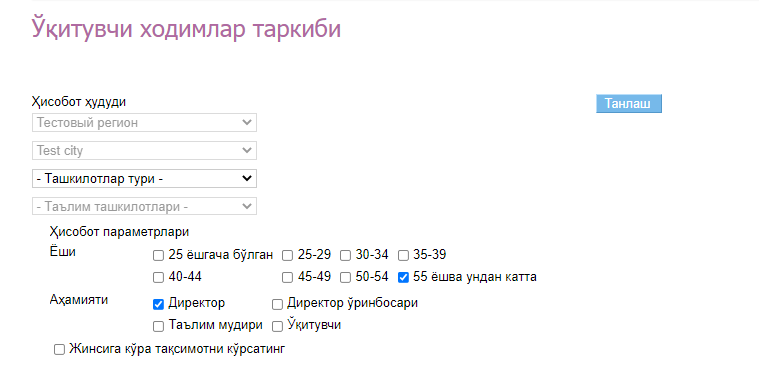 Ўқитувчи ходимлар таркиби
Ҳисобот ҳудуди
Танлаш
Тестовый регион
Test city
- Ташкилотлар тури -
- Таълим ташкилотлари -
Ҳисобот параметрлари
Ёши
25 ёшгача бўлган 25-29 30-34 35-39
40-44 45-49 50-54 55 ёшва ундан катта
Аҳамияти
Директор Директор ўринбосари
Таълим мудири Ўқитувчи
Жинсига кўра тақсимотни кўрсатинг